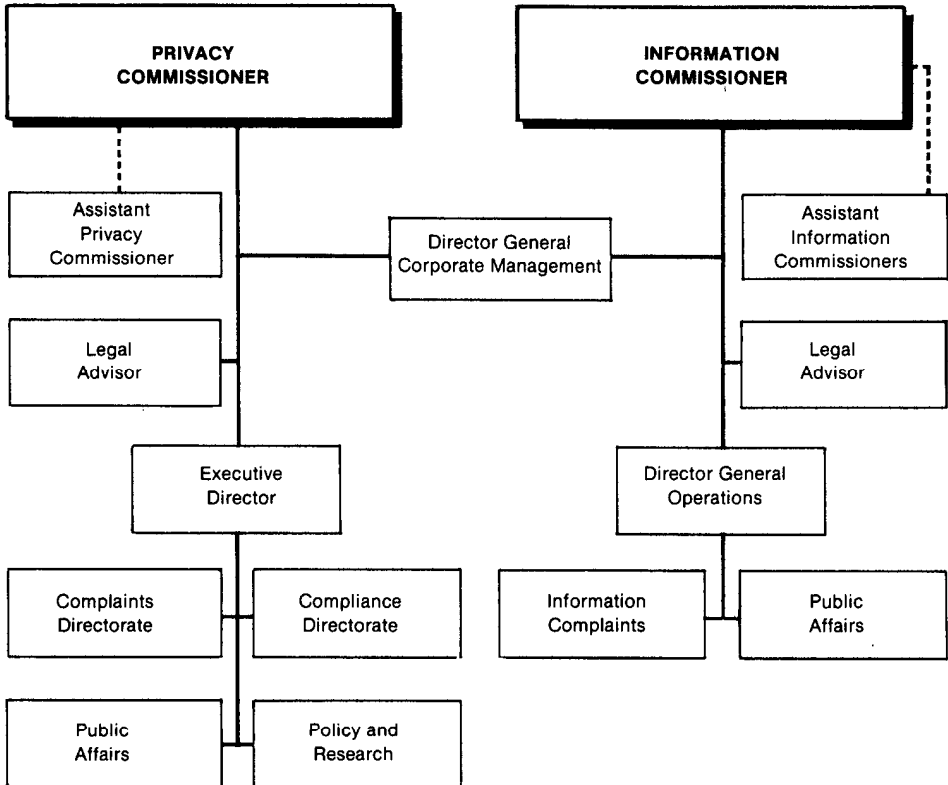 PRIVACY
COMMISSIONER
INFORMATION
COMMISSIONER
Assistant
Privacy
Commissioner
Director General
Corporate Management
Assistant
Information
Commissioners
Legal
Advisor
Legal
Advisor
Executive
Director
Director General
Operations
Complaints
Directorate
Compliance
Directorate
Information
Complaints
Public
Affairs
Public
Affairs
Policy and
Research